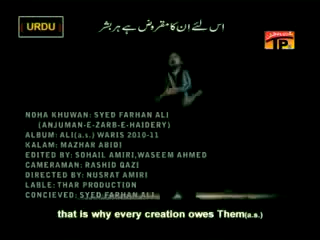 [ URDU ]
اس لئے ان کا مقروض ہے ہر بشر
TP
NOHA KHUWAN: SYED FARHAN ALI
(ANJUMAN-E-ZARB-E-HAIDERY)
ALBUM: ALI(a.s.) WARIS 2010-11
KALAM: MAZHAR ABIDI
EDITED BY: SOHAIL AMIRI,WASEEM AHMED
CAMERAMAN: RASHID QAZI
DIRECTED BY: NUSRAT AMIRI
LABLE: THAR PRODUCTION
CONCIEVED: SYED FARHAN ALI
that is why every creation owes Them(a.s.)